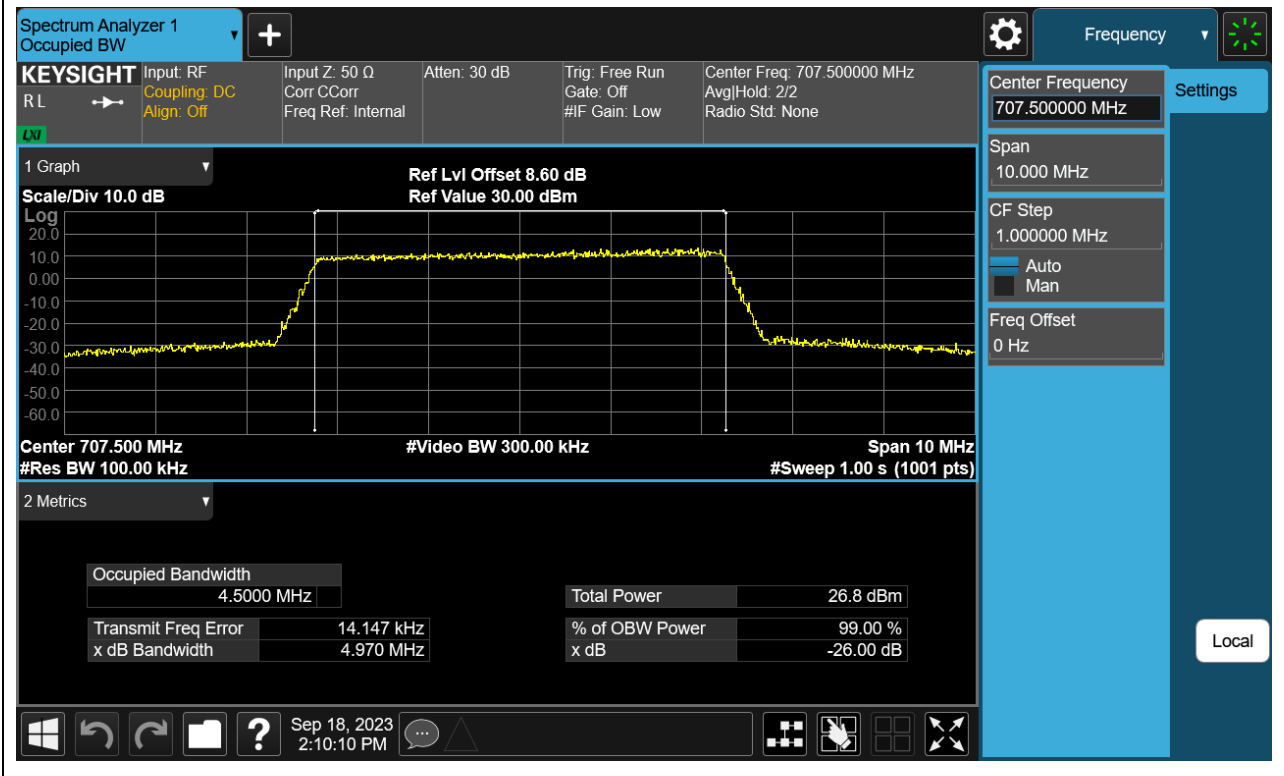 Spectrum Analyzer 1
Occupied BW
+
Frequency
KEYSIGHT
R L
LXI
Input: RF
Coupling: DC
Align: Off
Input Z: 50 Ω
Corr CCorr
Freq Ref: Internal
Atten: 30 dB
Trig: Free Run
Gate: Off
#IF Gain: Low
Center Freq: 707.500000 MHz
Avg|Hold: 2/2
Radio Std: None
Center Frequency
707.500000 MHz
Settings
Span
10.000 MHz
CF Step
1.000000 MHz
Auto
Man
Freq Offset
0 Hz
Local
1 Graph
Ref Lvl Offset 8.60 dB
Scale/Div 10.0 dB
Ref Value 30.00 dBm
Log
20.0
10.0
0.00
-10.0
-20.0
-30.0
-40.0
-50.0
-60.0
Center 707.500 MHz
#Video BW 300.00 kHz
Span 10 MHz
#Res BW 100.00 kHz
#Sweep 1.00 s (1001 pts)
2 Metrics
Occupied Bandwidth
4.5000 MHz
Total Power 26.8 dBm
Transmit Freq Error 14.147 kHz
% of OBW Power 99.00 %
x dB Bandwidth 4.970 MHz
x dB -26.00 dB
?
Sep 18, 2023
2:10:10 PM